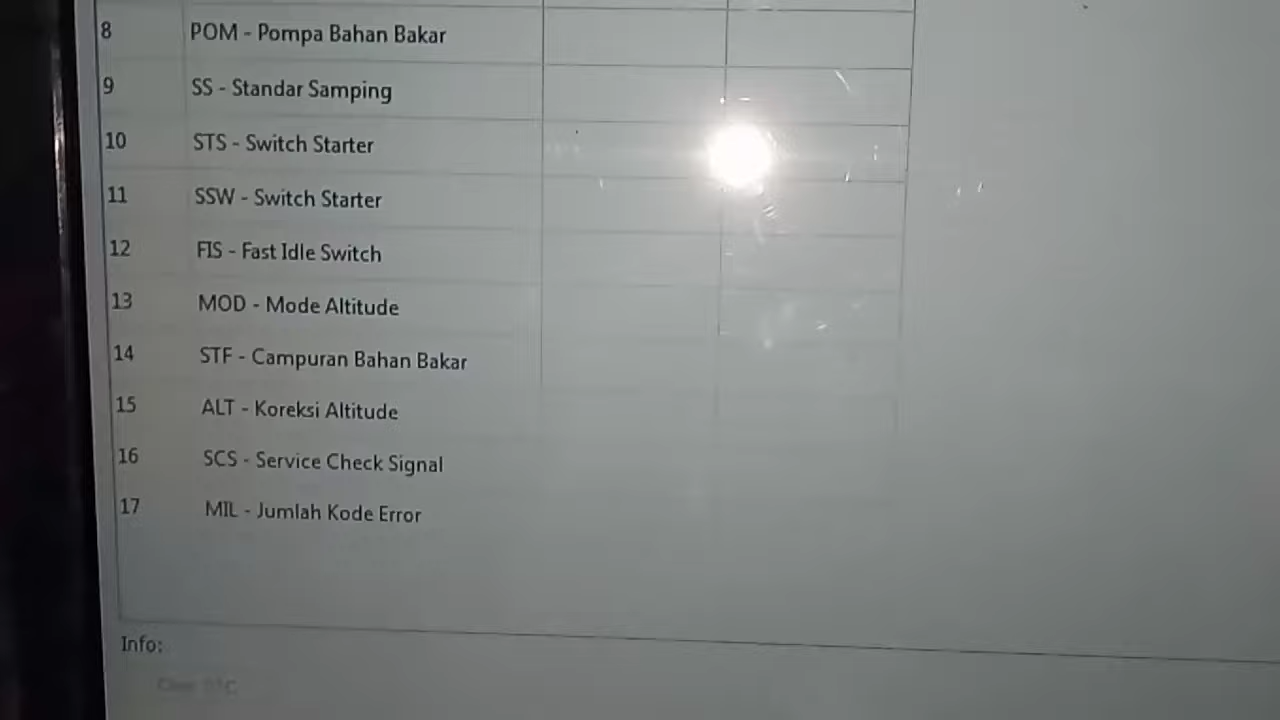 8 POM - Pompa Bahan Bakar
9 SS - Standar Samping
10 STS - Switch Starter
11 SSW - Switch Starter
12 FIS - Fast Idle Switch
13 MOD - Mode Altitude
14 STF - Campuran Bahan Bakar
15 ALT - Koreksi Altitude
16 SCS - Service Check Signal
17 MIL - Jumlah Kode Error
Info:
Clear DTC